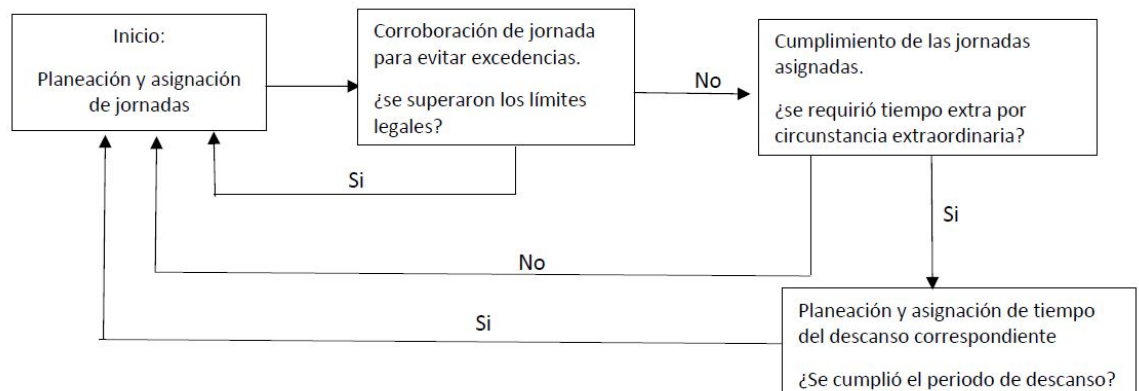 Inicio:
Planeación y asignación
de jornadas
Corroboración de jornada
para evitar excedencias.
¿se superaron los límites
legales?
No
Cumplimiento de las jornadas
asignadas.
¿se requirió tiempo extra por
circunstancia extraordinaria?
Si
Si
No
Planeación y asignación de tiempo
del descanso correspondiente
¿Se cumplió el periodo de descanso?
Si